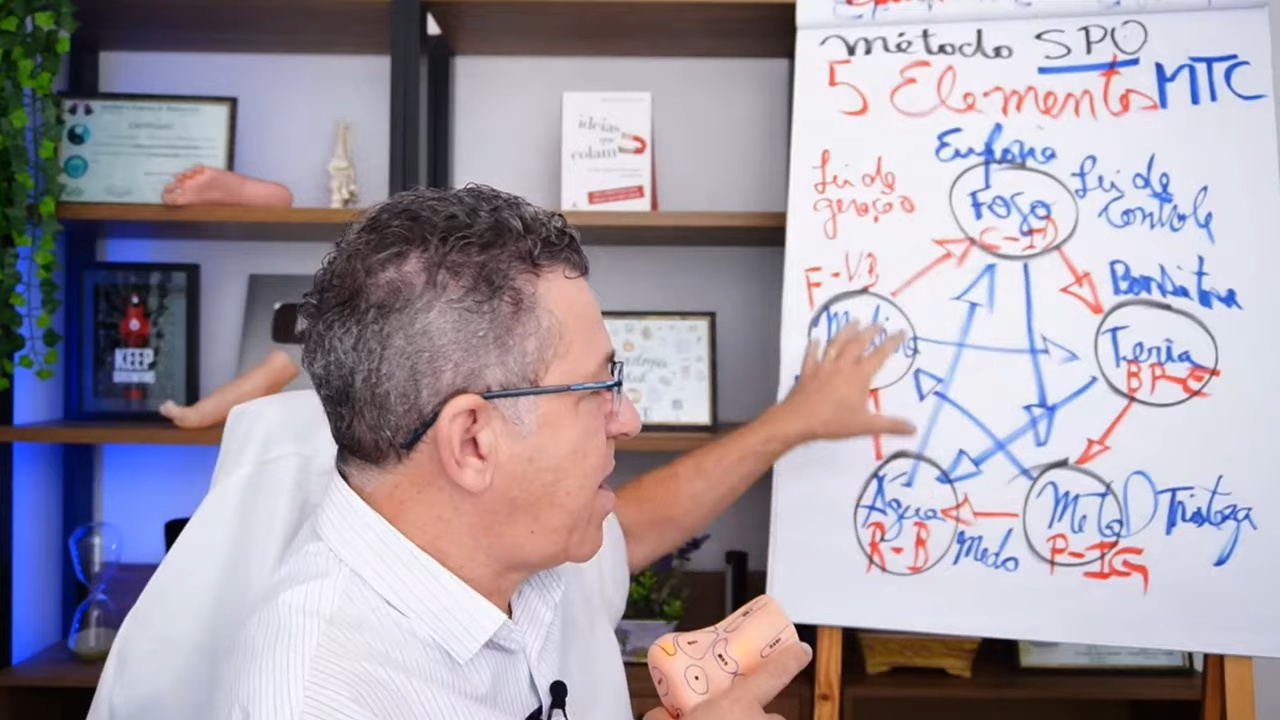 método SPO
5 Elementos MTC
Euforia
Lei de
geração
Fogo
C-ID
Lei de
Controle
F-VB
Terra
BP-E
Água
R-B
Medo
Metal
P-IG
Tristeza
ideias
que
colam
KEEP